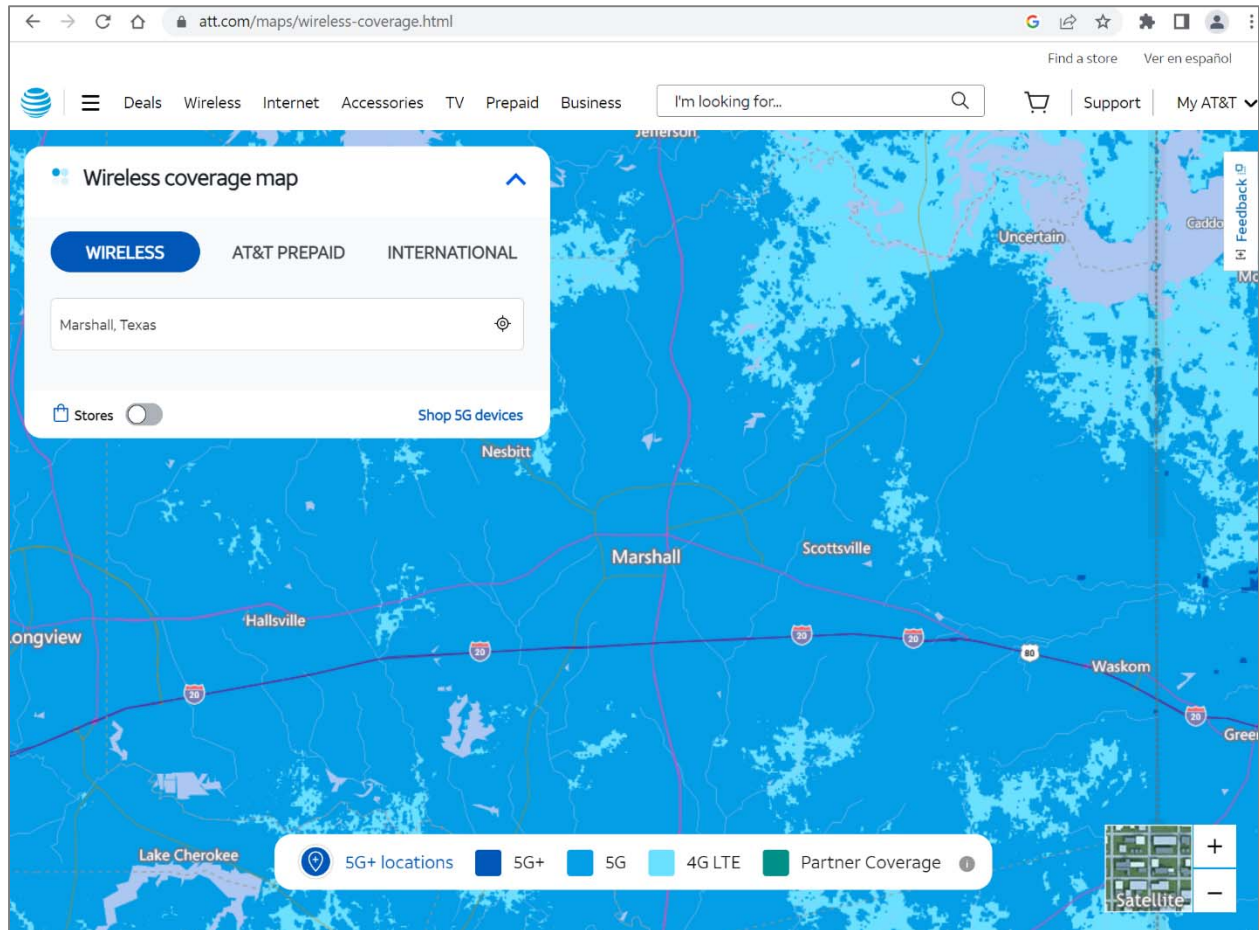 att.com/maps/wireless-coverage.html
Find a store Ver en español
Deals Wireless Internet Accessories TV Prepaid Business I'm looking for... Support My AT&T
Jefferson
Wireless coverage map
WIRELESS AT&T PREPAID INTERNATIONAL
Marshall, Texas
Stores Shop 5G devices
Feedback
Uncertain
Caddo
Nesbitt
Marshall
Scottsville
Hallsville
ongview
20
20
20
80
Waskom
20
20
Gree
Lake Cherokee
5G+ locations 5G+ 5G 4G LTE Partner Coverage
Satellite